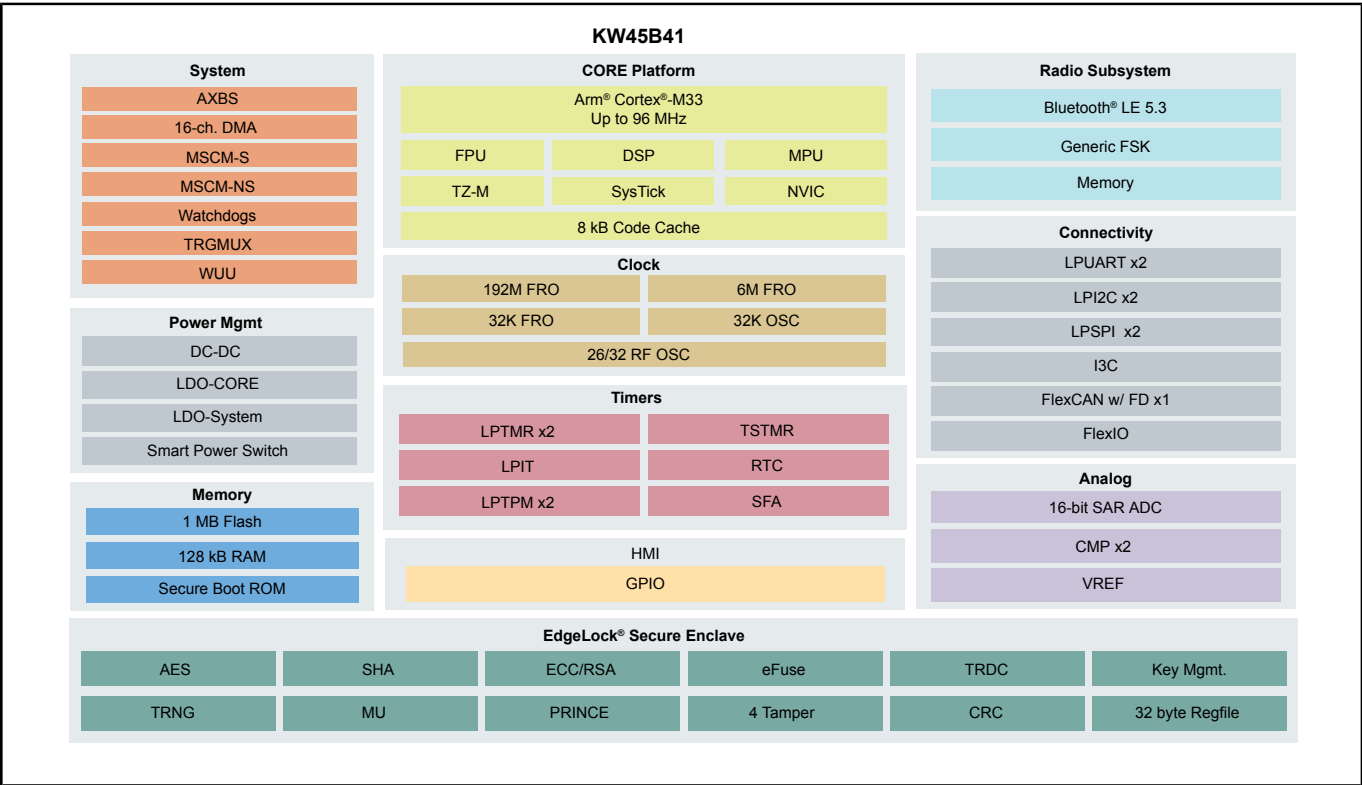 KW45B41
System
AXBS
16-ch. DMA
MSCM-S
MSCM-NS
Watchdogs
TRGMUX
WUU
Power Mgmt
DC-DC
LDO-CORE
LDO-System
Smart Power Switch
Memory
1 MB Flash
128 kB RAM
Secure Boot ROM
CORE Platform
Arm® Cortex®-M33
Up to 96 MHz
FPU DSP MPU
TZ-M SysTick NVIC
8 kB Code Cache
Clock
192M FRO 6M FRO
32K FRO 32K OSC
26/32 RF OSC
Timers
LPTMR x2 TSTMR
LPIT RTC
LPTPM x2 SFA
HMI
GPIO
Radio Subsystem
Bluetooth® LE 5.3
Generic FSK
Memory
Connectivity
LPUART x2
LPI2C x2
LPSPI x2
I3C
FlexCAN w/ FD x1
FlexIO
Analog
16-bit SAR ADC
CMP x2
VREF
EdgeLock® Secure Enclave
AES SHA ECC/RSA eFuse TRDC Key Mgmt.
TRNG MU PRINCE 4 Tamper CRC 32 byte Regfile